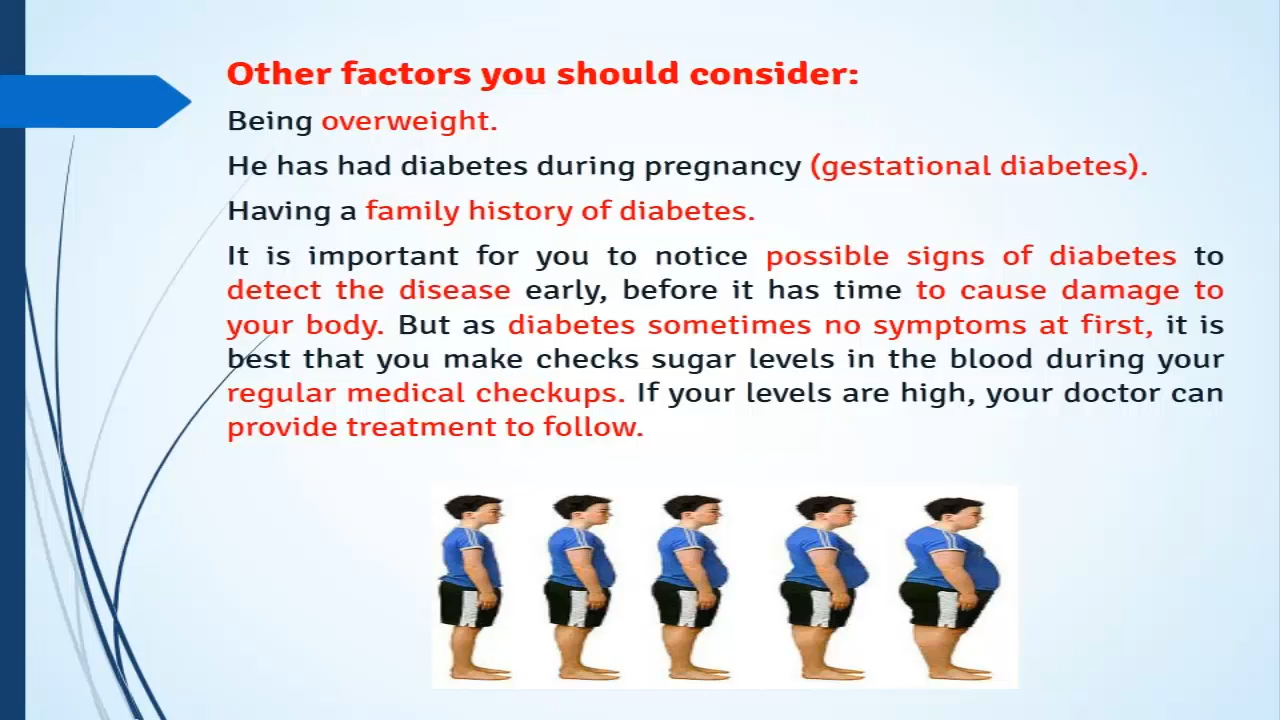 Other factors you should consider:
Being overweight.
He has had diabetes during pregnancy (gestational diabetes).
Having a family history of diabetes.
It is important for you to notice possible signs of diabetes to
detect the disease early, before it has time to cause damage to
your body. But as diabetes sometimes no symptoms at first, it is
best that you make checks sugar levels in the blood during your
regular medical checkups. If your levels are high, your doctor can
provide treatment to follow.